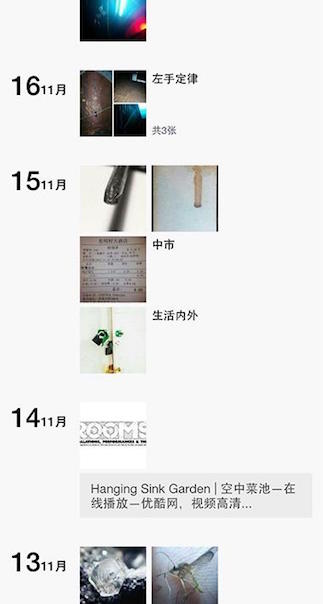 16 11月
左手定律
共3张
15 11月
中市
生活内外
14 11月
ROOMS
Hanging Sink Garden | 空中菜池—在
线播放—优酷网，视频高清...
13 11月